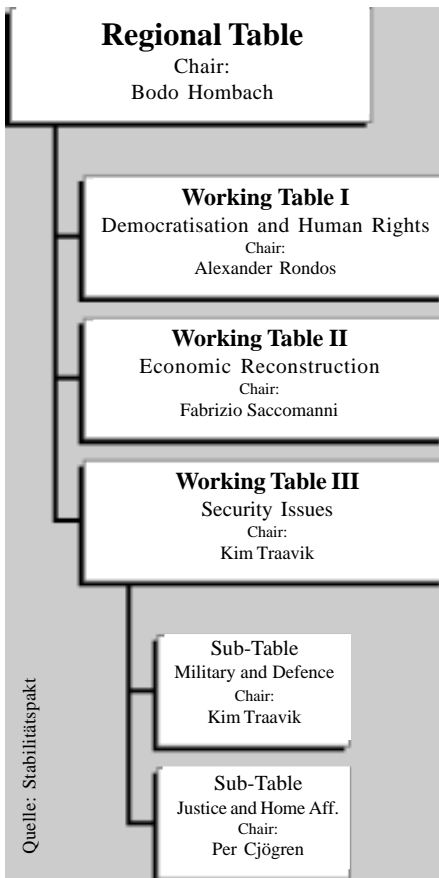 Regional Table
Chair:
Bodo Hombach
Working Table I
Democratisation and Human Rights
Chair:
Alexander Rondos
Working Table II
Economic Reconstruction
Chair:
Fabrizio Saccomanni
Working Table III
Security Issues
Chair:
Kim Traavik
Sub-Table
Military and Defence
Chair:
Kim Traavik
Sub-Table
Justice and Home Aff.
Chair:
Per Cjögren
Quelle: Stabilitätspakt